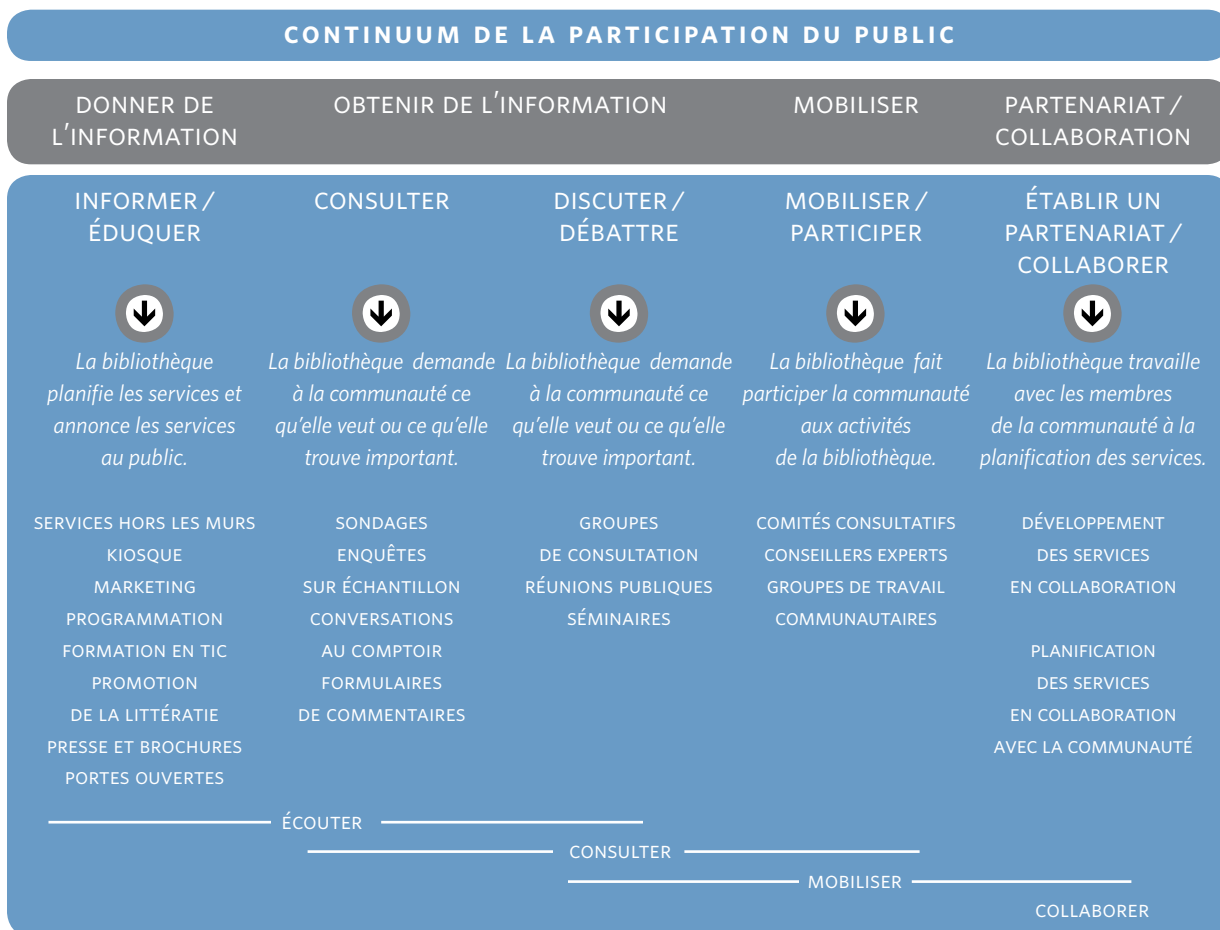 CONTINUUM DE LA PARTICIPATION DU PUBLIC
DONNER DE
L'INFORMATION
OBTENIR DE L'INFORMATION
MOBILISER
PARTENARIAT /
COLLABORATION
INFORMER /
ÉDUQUER
La bibliothèque
planifie les services et
annonce les services
au public.
SERVICES HORS LES MURS
KIOSQUE
MARKETING
PROGRAMMATION
FORMATION EN TIC
PROMOTION
DE LA LITTÉRATIE
PRESSE ET BROCHURES
PORTES OUVERTES
CONSULTER
La bibliothèque demande
à la communauté ce
qu'elle veut ou ce qu'elle
trouve important.
SONDAGES
ENQUÊTES
SUR ÉCHANTILLON
CONVERSATIONS
AU COMPTOIR
FORMULAIRES
DE COMMENTAIRES
DISCUTER /
DÉBATTRE
La bibliothèque demande
à la communauté ce
qu'elle veut ou ce qu'elle
trouve important.
GROUPES
DE CONSULTATION
RÉUNIONS PUBLIQUES
SÉMINAIRES
MOBILISER /
PARTICIPER
La bibliothèque fait
participer la communauté
aux activités
de la bibliothèque.
COMITÉS CONSULTATIFS
CONSEILLERS EXPERTS
GROUPES DE TRAVAIL
COMMUNAUTAIRES
ÉTABLIR UN
PARTENARIAT /
COLLABORER
La bibliothèque travaille
avec les membres
de la communauté à la
planification des services.
DÉVELOPPEMENT
DES SERVICES
EN COLLABORATION
PLANIFICATION
DES SERVICES
EN COLLABORATION
AVEC LA COMMUNAUTÉ
ÉCOUTER
CONSULTER
MOBILISER
COLLABORER